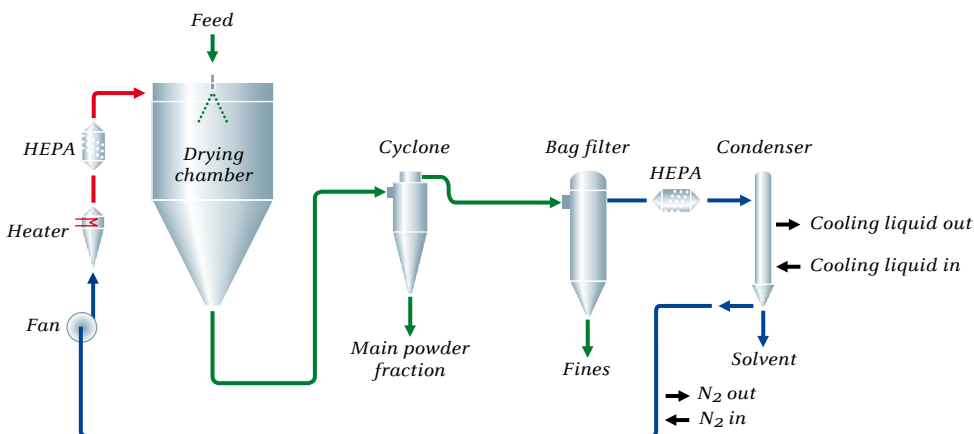 Feed
HEPA
Drying
chamber
Cyclone
Bag filter
Condenser
HEPA
Heater
Cooling liquid out
Cooling liquid in
Fan
Main powder
fraction
Fines
Solvent
N₂ out
N₂ in